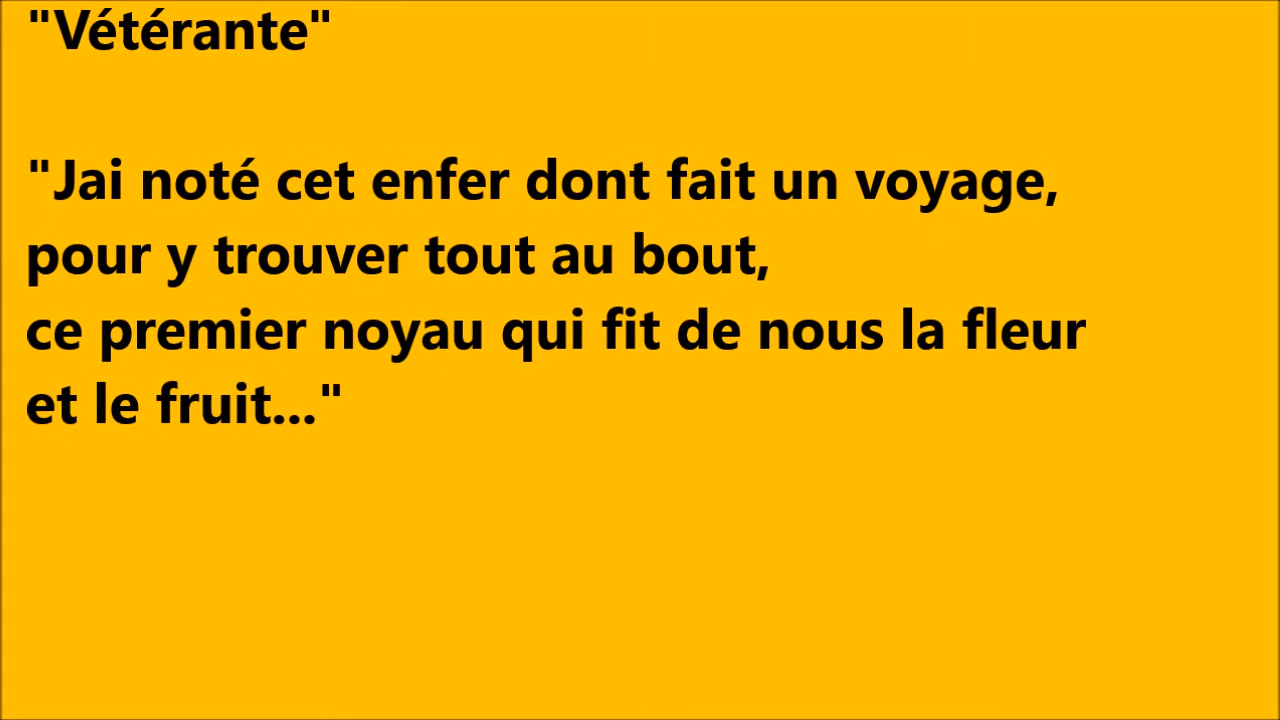 "Vétérante"
"Jai noté cet enfer dont fait un voyage,
pour y trouver tout au bout,
ce premier noyau qui fit de nous la fleur
et le fruit..."